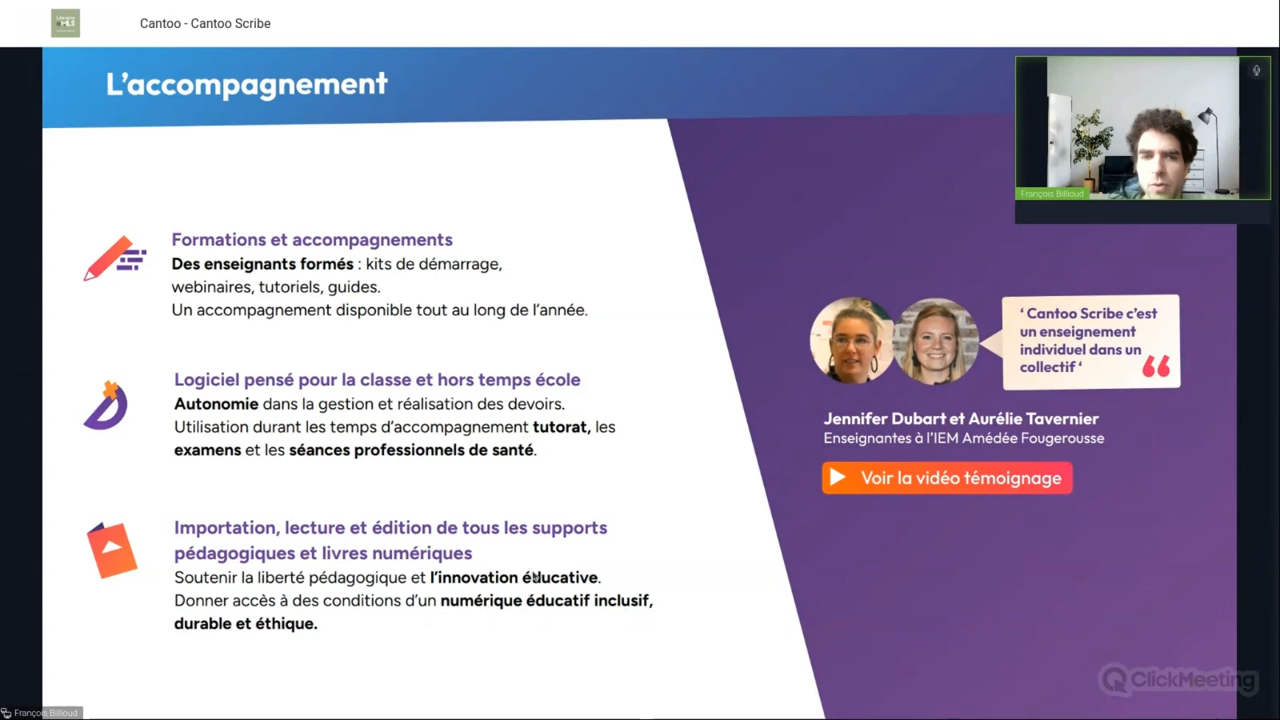 Cantoo - Cantoo Scribe
L'accompagnement
François Billioud
Formations et accompagnements
Des enseignants formés : kits de démarrage,
webinaires, tutoriels, guides.
Un accompagnement disponible tout au long de l'année.
Logiciel pensé pour la classe et hors temps école
Autonomie dans la gestion et réalisation des devoirs.
Utilisation durant les temps d'accompagnement tutorat, les
examens et les séances professionnels de santé.
Importation, lecture et édition de tous les supports
pédagogiques et livres numériques
Soutenir la liberté pédagogique et l'innovation éducative.
Donner accès à des conditions d'un numérique éducatif inclusif,
durable et éthique.
‘ Cantoo Scribe c'est
un enseignement
individuel dans un
collectif ‘
Jennifer Dubart et Aurélie Tavernier
Enseignantes à l'IEM Amédée Fougerousse
Voir la vidéo témoignage
ClickMeeting
François Billioud